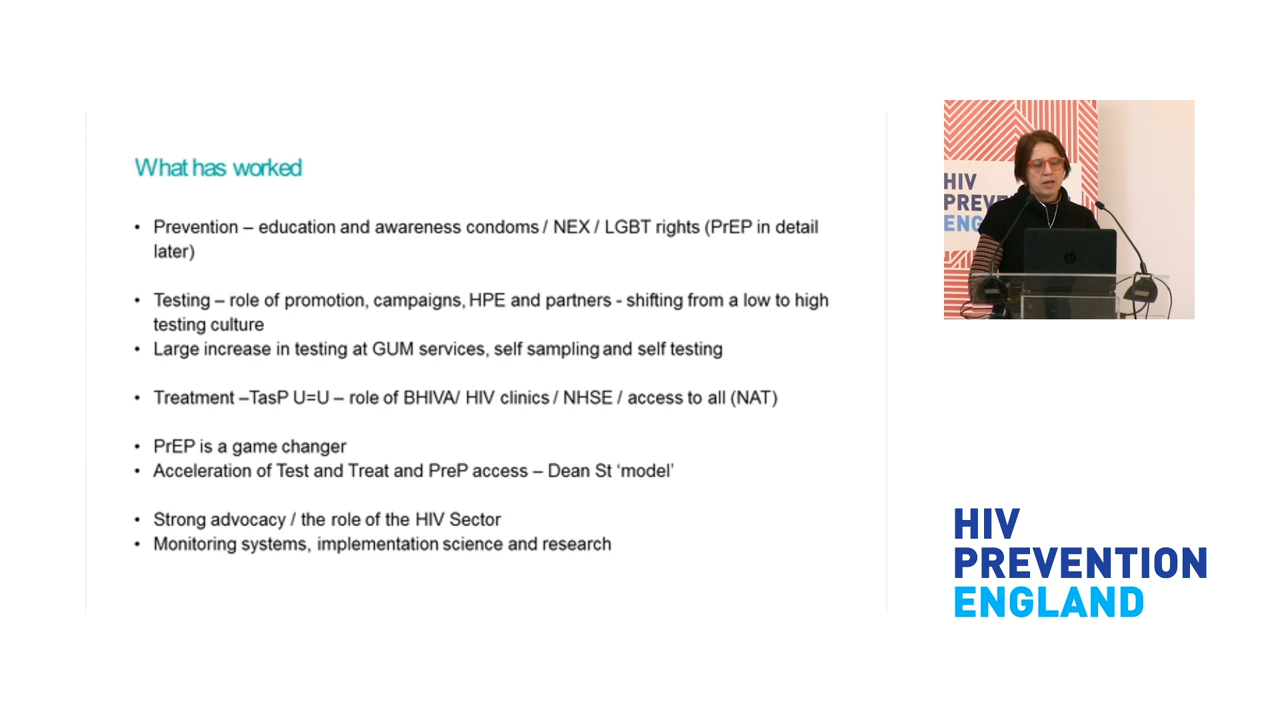 What has worked
• Prevention – education and awareness condoms / NEX / LGBT rights (PrEP in detail
later)
• Testing – role of promotion, campaigns, HPE and partners - shifting from a low to high
testing culture
• Large increase in testing at GUM services, self sampling and self testing
• Treatment –TasP U=U – role of BHIVA/ HIV clinics / NHSE / access to all (NAT)
• PrEP is a game changer
• Acceleration of Test and Treat and PreP access – Dean St ‘model’
• Strong advocacy / the role of the HIV Sector
• Monitoring systems, implementation science and research
HIV
PREVE
ENG
HIV
PREVENTION
ENGLAND